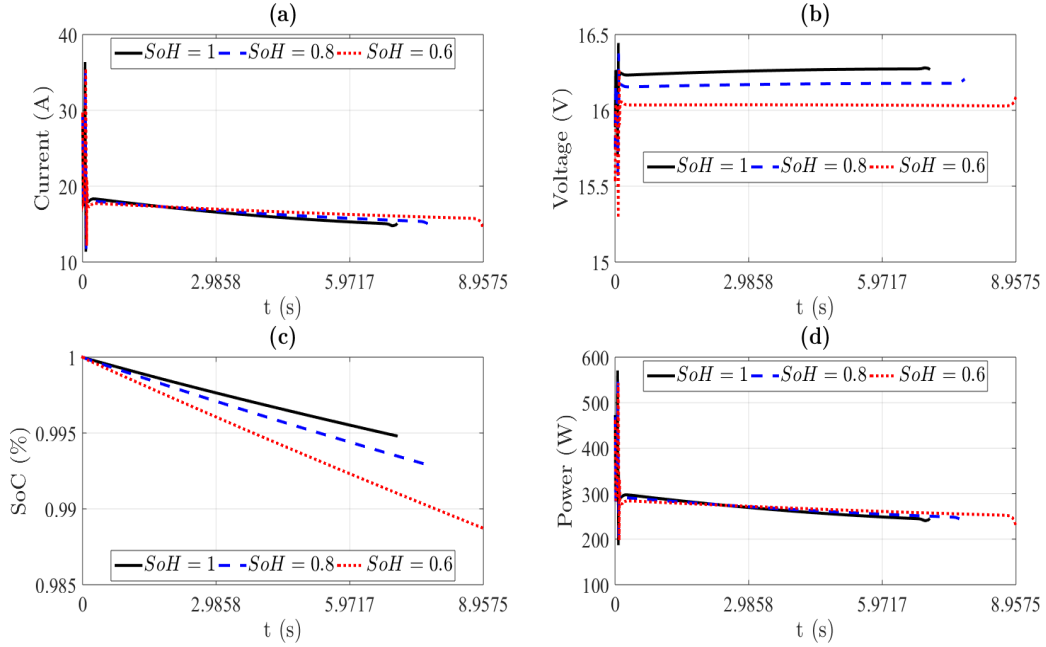 (a)
40
SoH = 1 SoH = 0.8 SoH = 0.6
30
20
10
Current (A)
0 2.9858 5.9717 8.9575
t (s)
(b)
16.5
16
15.5
15
Voltage (V)
SoH = 1 SoH = 0.8 SoH = 0.6
0 2.9858 5.9717 8.9575
t (s)
(c)
1
0.995
0.99
0.985
SoC (%)
SoH = 1 SoH = 0.8 SoH = 0.6
0 2.9858 5.9717 8.9575
t (s)
(d)
600
SoH = 1 SoH = 0.8 SoH = 0.6
500
400
300
200
100
Power (W)
0 2.9858 5.9717 8.9575
t (s)